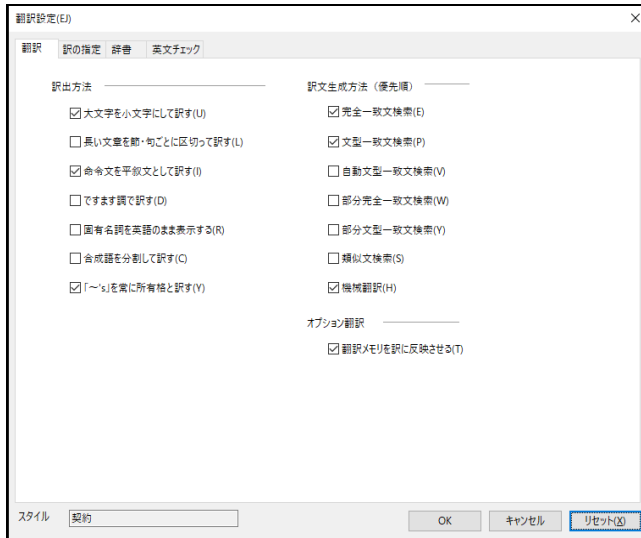 翻訳設定(EJ)
翻訳 訳の指定 辞書 英文チェック
訳出方法
大文字を小文字にして訳す(U)
長い文章を節・句ごとに区切って訳す(L)
命令文を平叙文として訳す(I)
ですます調で訳す(D)
固有名詞を英語のまま表示する(R)
合成語を分割して訳す(C)
「～'s」を常に所有格と訳す(Y)
訳文生成方法（優先順）
完全一致文検索(E)
文型一致文検索(P)
自動文型一致文検索(V)
部分完全一致文検索(W)
部分文型一致文検索(Y)
類似文検索(S)
機械翻訳(H)
オプション翻訳
翻訳メモリを訳に反映させる(T)
スタイル 契約
OK キャンセル リセット(X)